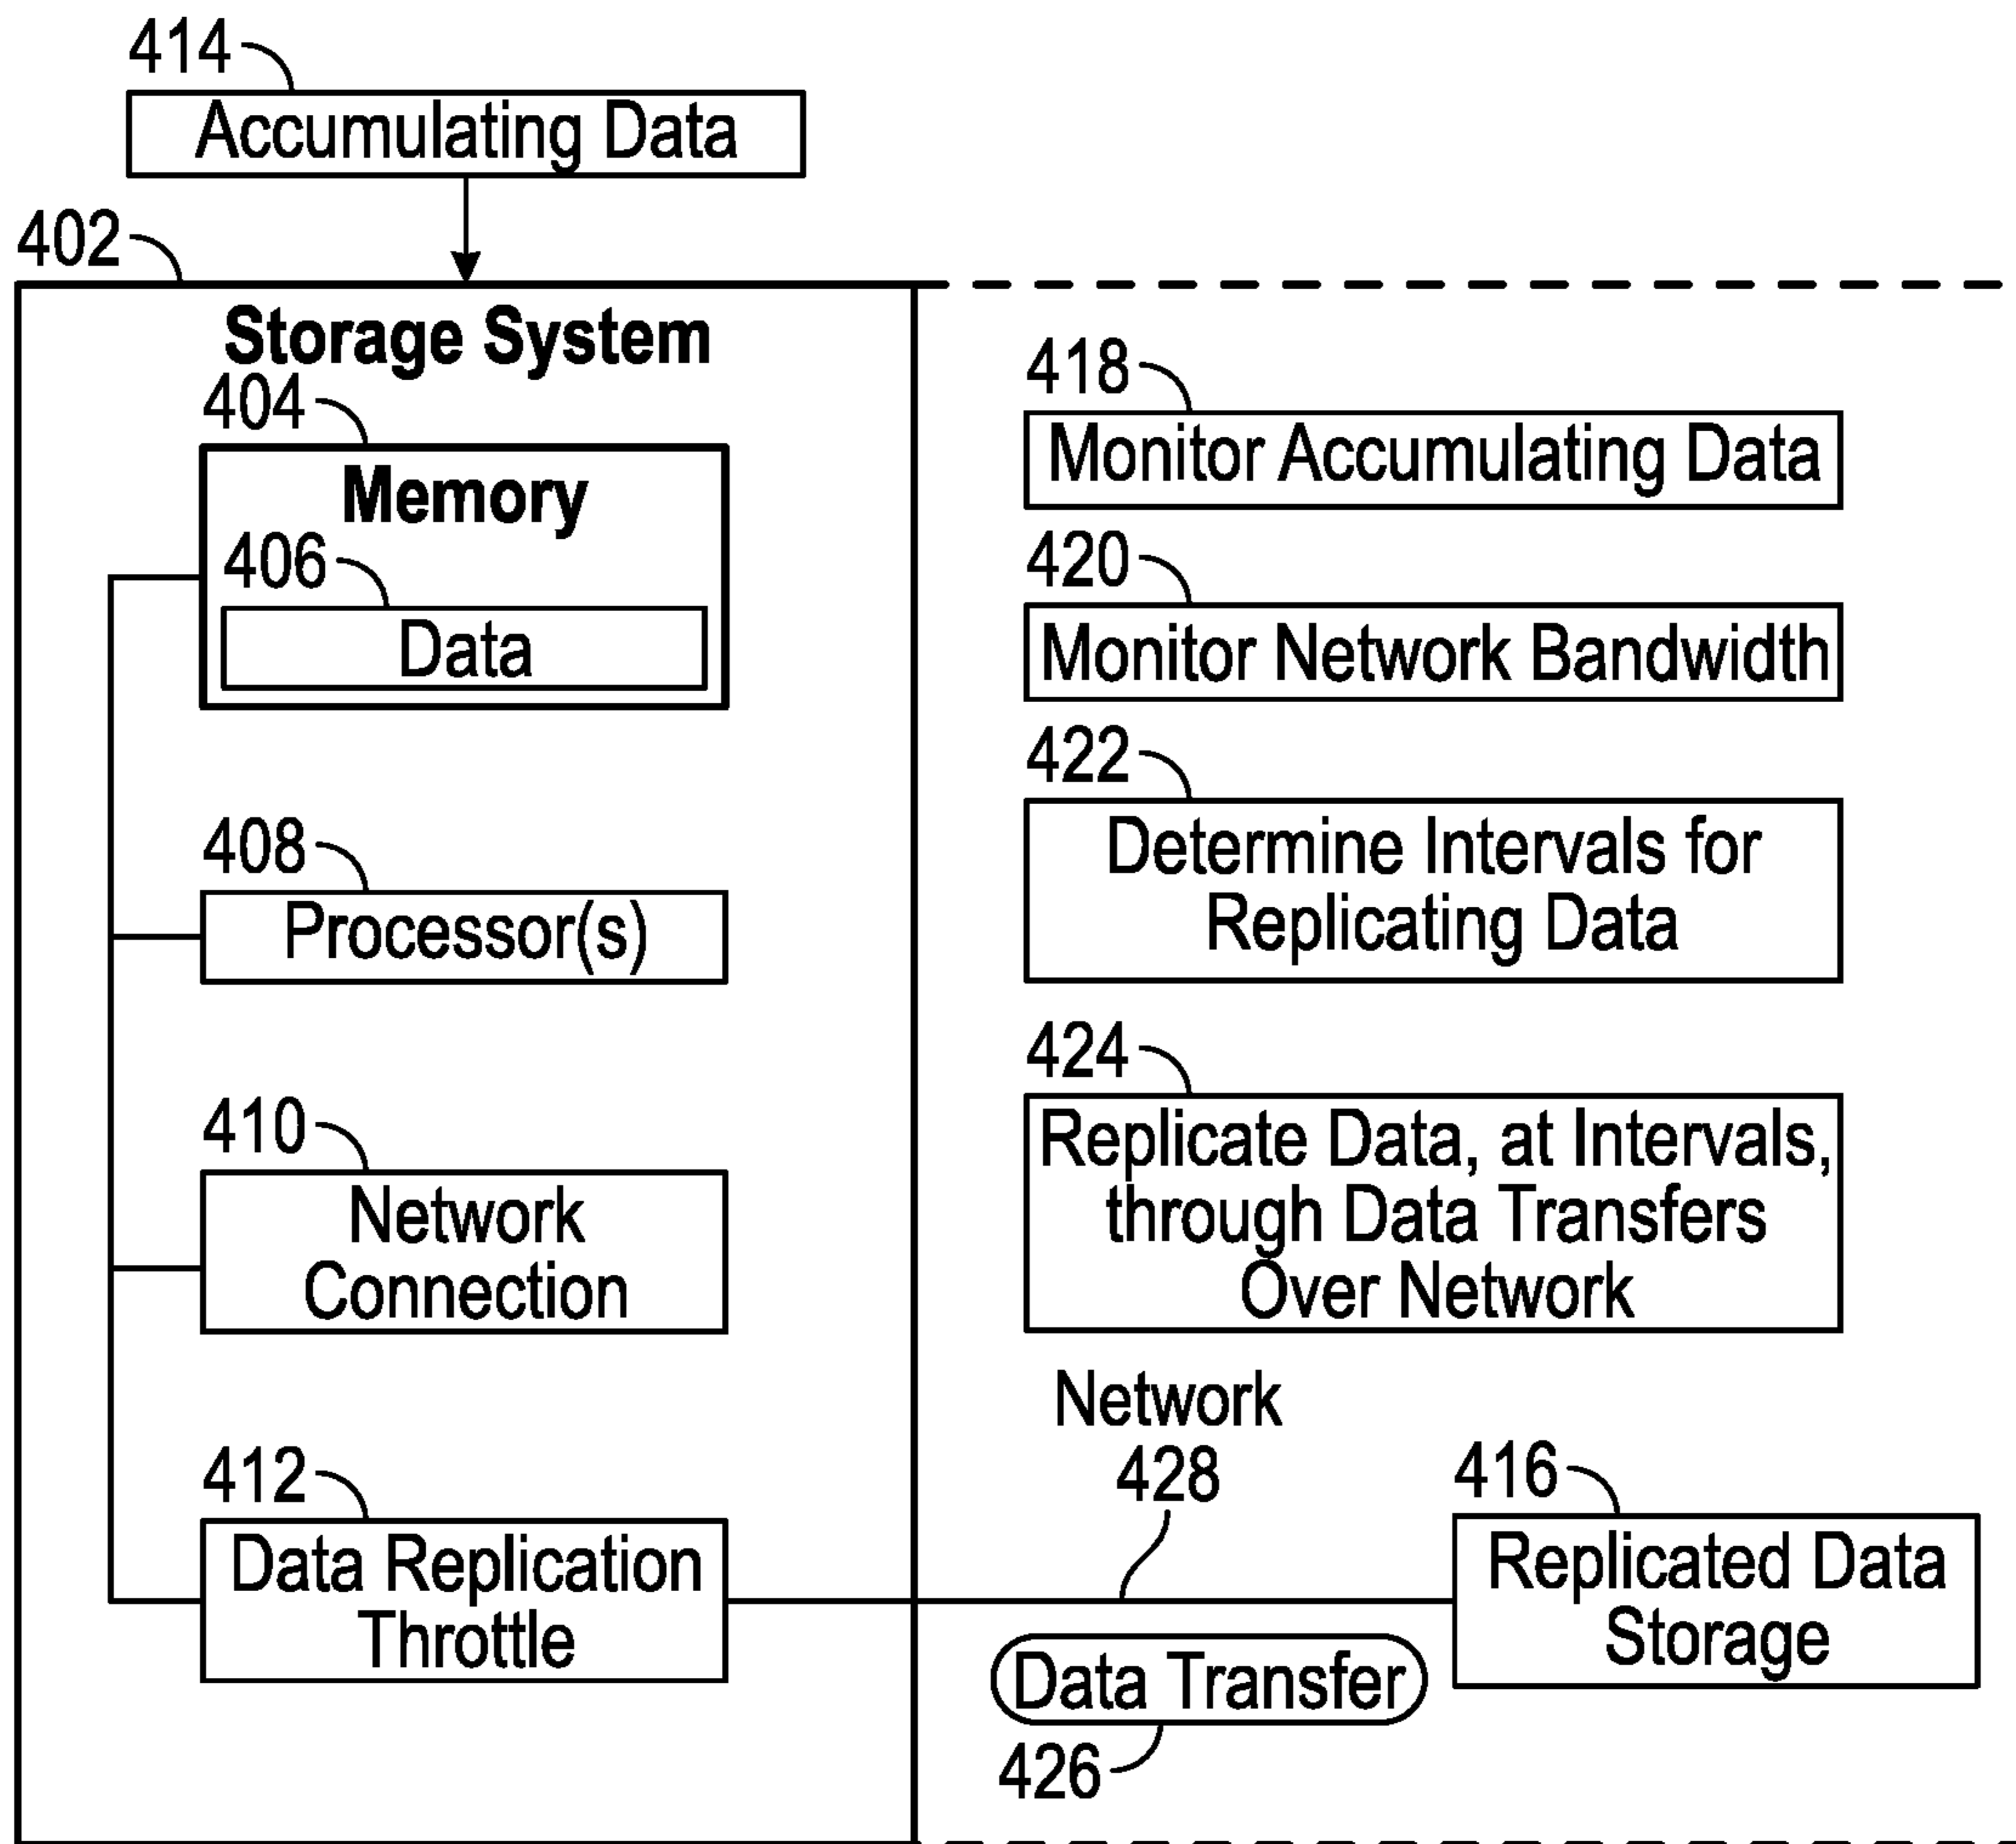 414
Accumulating Data
402
Storage System
404
Memory
406
Data
408
Processor(s)
410
Network
Connection
412
Data Replication
Throttle
418
Monitor Accumulating Data
420
Monitor Network Bandwidth
422
Determine Intervals for
Replicating Data
424
Replicate Data, at Intervals,
through Data Transfers
Over Network
Network
428
416
Replicated Data
Storage
Data Transfer
426